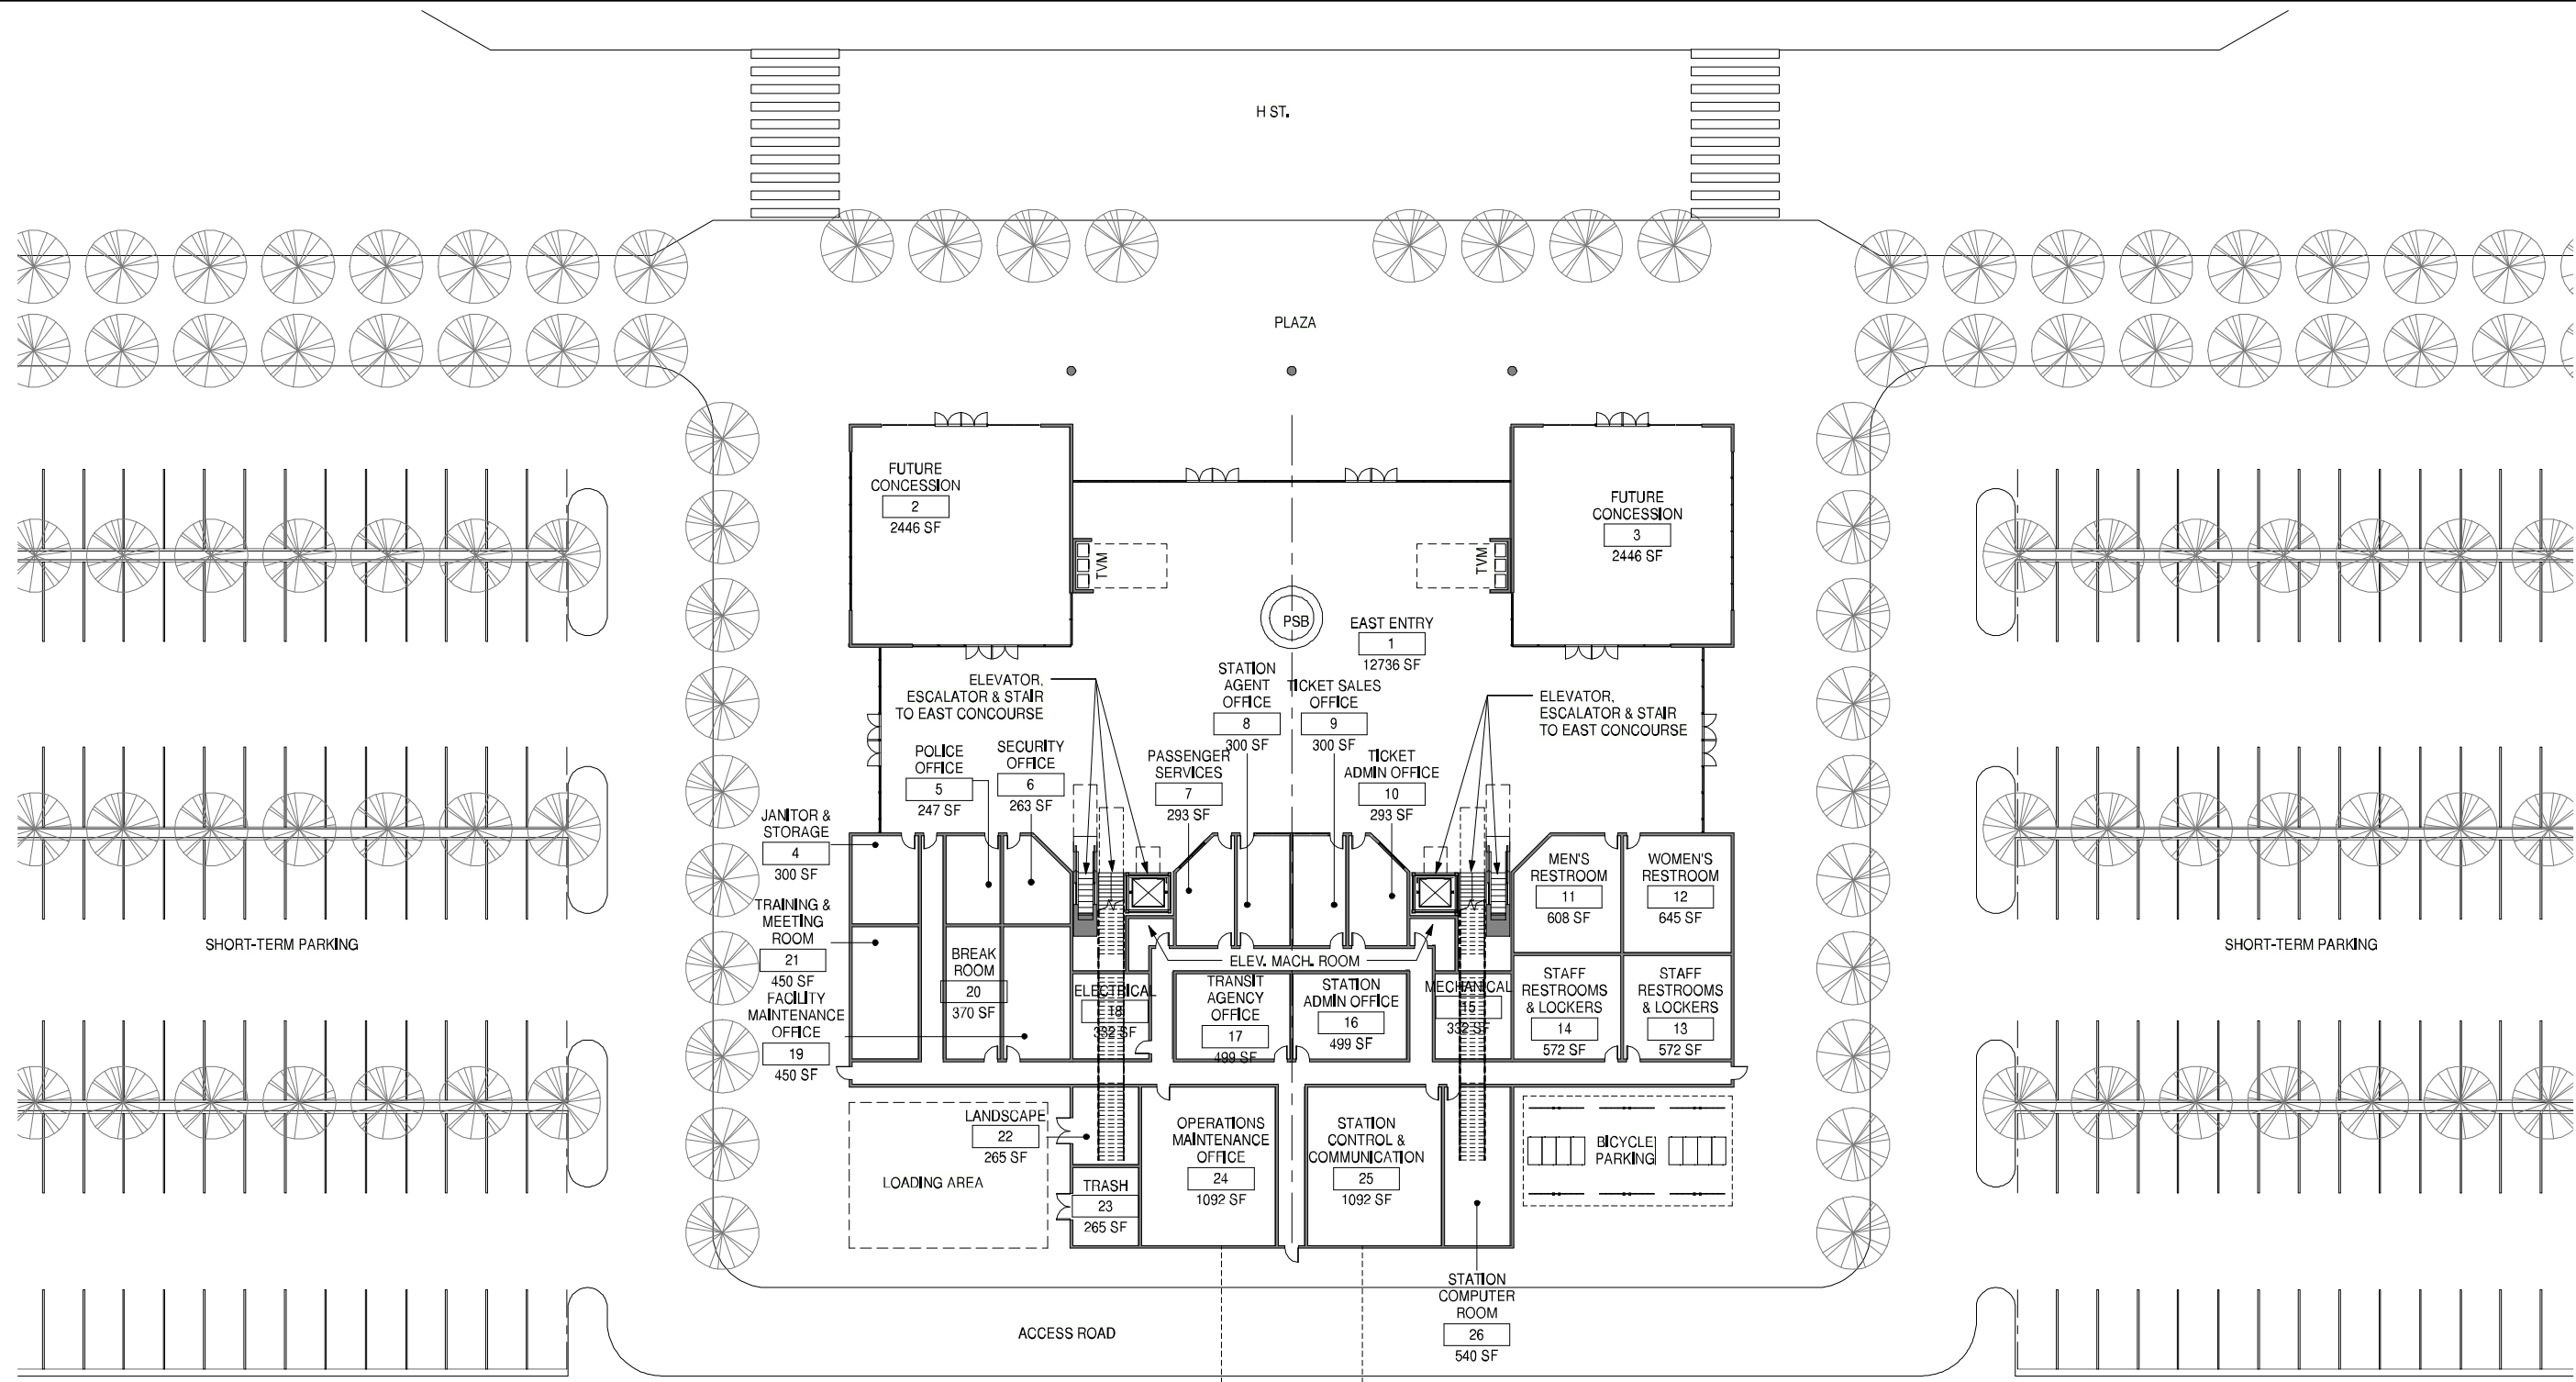 H ST.
PLAZA
FUTURE
CONCESSION
2
2446 SF
FUTURE
CONCESSION
3
2446 SF
TVM
TVM
PSB
EAST ENTRY
1
12736 SF
ELEVATOR,
ESCALATOR & STAIR
TO EAST CONCOURSE
STATION
AGENT
OFFICE
8
300 SF
TICKET SALES
OFFICE
9
300 SF
ELEVATOR,
ESCALATOR & STAIR
TO EAST CONCOURSE
POLICE
OFFICE
5
247 SF
SECURITY
OFFICE
6
263 SF
PASSENGER
SERVICES
7
293 SF
TICKET
ADMIN OFFICE
10
293 SF
JANITOR &
STORAGE
4
300 SF
MEN'S
RESTROOM
11
608 SF
WOMEN'S
RESTROOM
12
645 SF
TRAINING &
MEETING
ROOM
21
450 SF
SHORT-TERM PARKING
SHORT-TERM PARKING
BREAK
ROOM
20
370 SF
ELEV. MACH. ROOM
ELECTRICAL
18
332 SF
TRANSIT
AGENCY
OFFICE
17
499 SF
STATION
ADMIN OFFICE
16
499 SF
MECHANICAL
15
332 SF
STAFF
RESTROOMS
& LOCKERS
14
572 SF
STAFF
RESTROOMS
& LOCKERS
13
572 SF
FACILITY
MAINTENANCE
OFFICE
19
450 SF
LANDSCAPE
22
265 SF
OPERATIONS
MAINTENANCE
OFFICE
24
1092 SF
STATION
CONTROL &
COMMUNICATION
25
1092 SF
BICYCLE
PARKING
LOADING AREA
TRASH
23
265 SF
STATION
COMPUTER
ROOM
26
540 SF
ACCESS ROAD